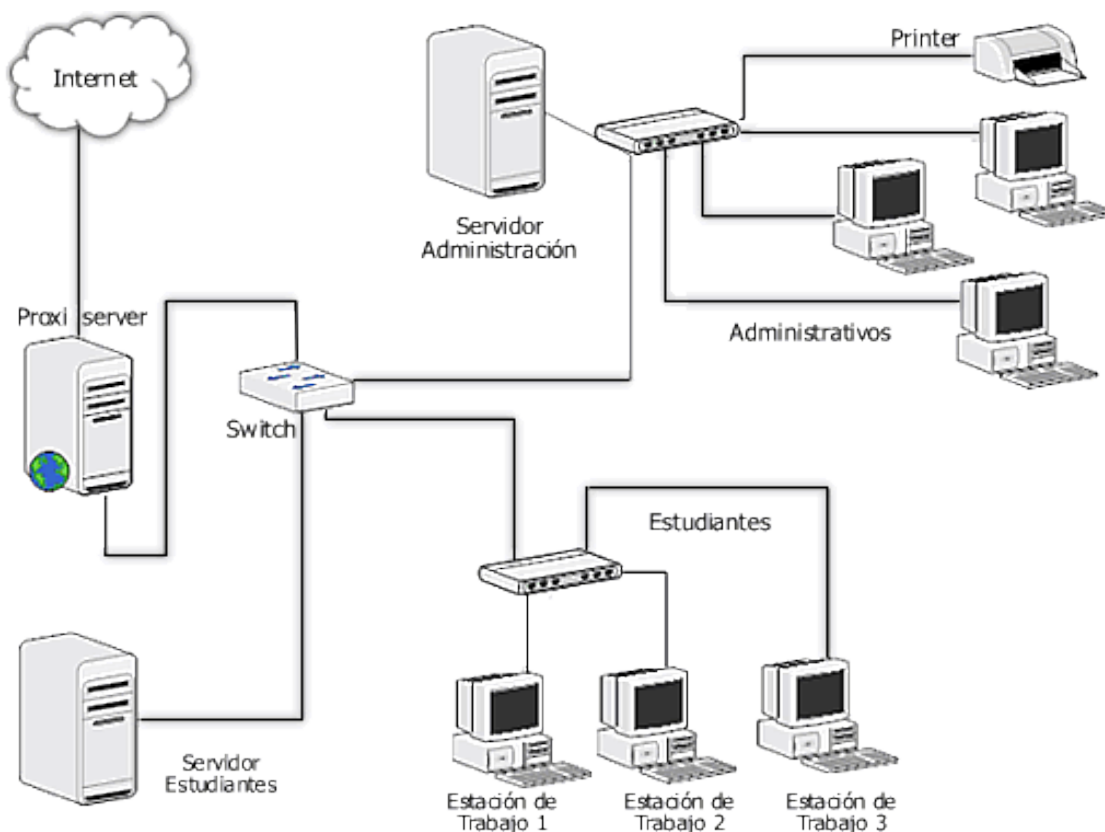 Internet
Printer
Servidor
Administración
Proxi server
Administrativos
Switch
Estudiantes
Servidor
Estudiantes
Estación de
Trabajo 1
Estación de
Trabajo 2
Estación de
Trabajo 3